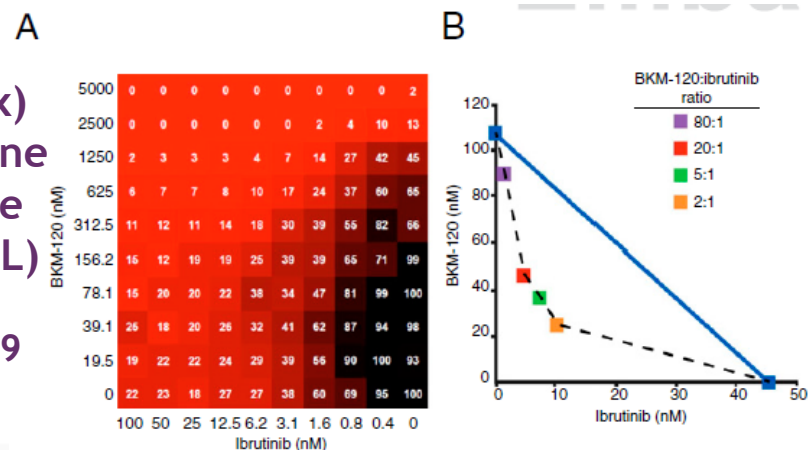 A
x)
ne
e
L)
9
BKM-120 (nM)
5000 0 0 0 0 0 0 0 0 0 2
2500 0 0 0 0 0 0 2 4 10 13
1250 2 3 3 3 4 7 14 27 42 45
625 6 7 7 8 10 17 24 37 60 65
312.5 11 12 11 14 18 30 39 55 82 66
156.2 15 12 19 19 25 39 39 65 71 99
78.1 15 20 20 22 38 34 47 81 99 100
39.1 25 18 20 26 32 41 62 87 94 98
19.5 19 22 22 24 29 39 56 90 100 93
0 22 23 18 27 27 38 60 69 95 100
100 50 25 12.5 6.2 3.1 1.6 0.8 0.4 0
Ibrutinib (nM)
B
BKM-120:ibrutinib
ratio
80:1
20:1
5:1
2:1
BKM-120 (nM)
120
100
80
60
40
20
0
0 10 20 30 40 50
Ibrutinib (nM)